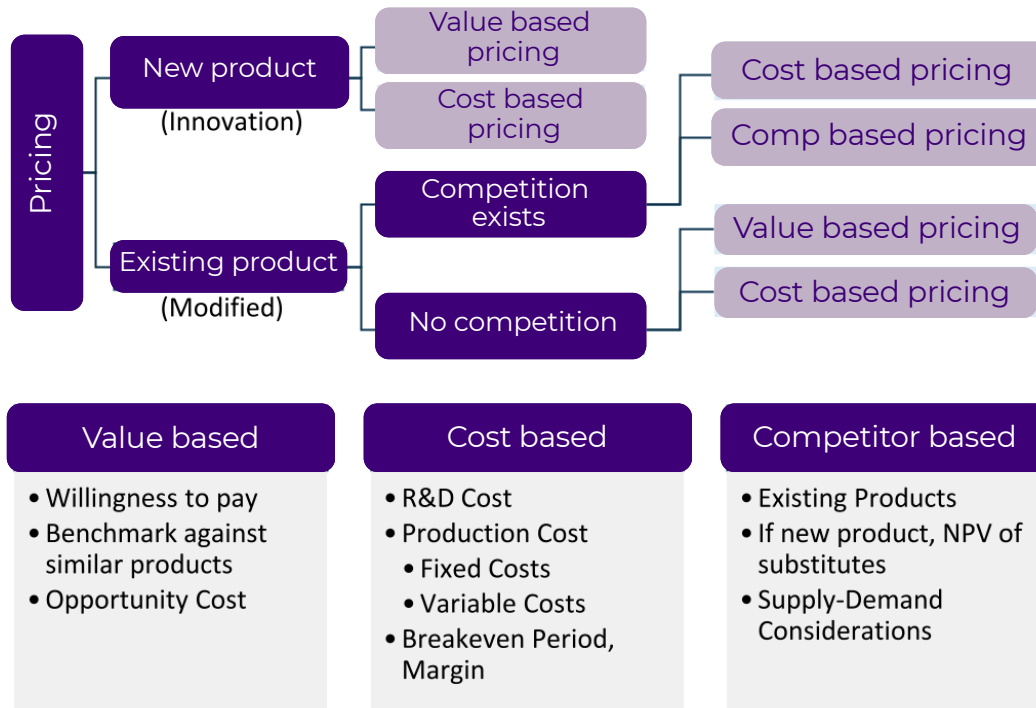 Pricing
New product
(Innovation)
Value based
pricing
Cost based
pricing
Existing product
(Modified)
Competition
exists
Cost based pricing
Comp based pricing
No competition
Value based pricing
Cost based pricing
Value based
• Willingness to pay
• Benchmark against
similar products
• Opportunity Cost
Cost based
• R&D Cost
• Production Cost
• Fixed Costs
• Variable Costs
• Breakeven Period,
Margin
Competitor based
• Existing Products
• If new product, NPV of
substitutes
• Supply-Demand
Considerations